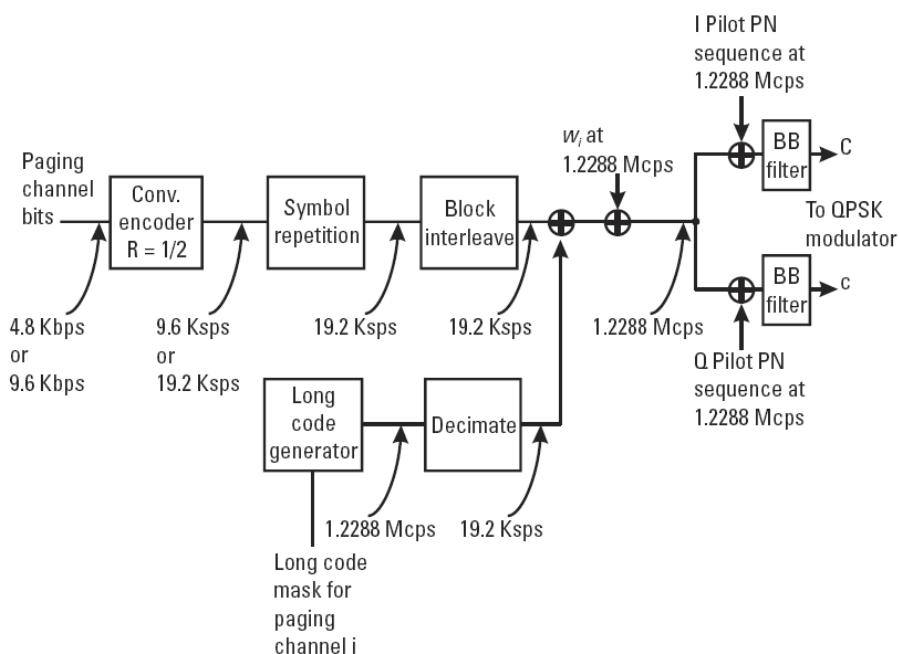 I Pilot PN
sequence at
1.2288 Mcps
w_i at
1.2288 Mcps
BB
filter
C
Paging
channel
bits
Conv.
encoder
R = 1/2
Symbol
repetition
Block
interleave
To QPSK
modulator
BB
filter
c
4.8 Kbps
or
9.6 Kbps
9.6 Ksps
or
19.2 Ksps
19.2 Ksps
19.2 Ksps
1.2288 Mcps
Q Pilot PN
sequence at
1.2288 Mcps
Long
code
generator
Decimate
1.2288 Mcps
19.2 Ksps
Long code
mask for
paging
channel i